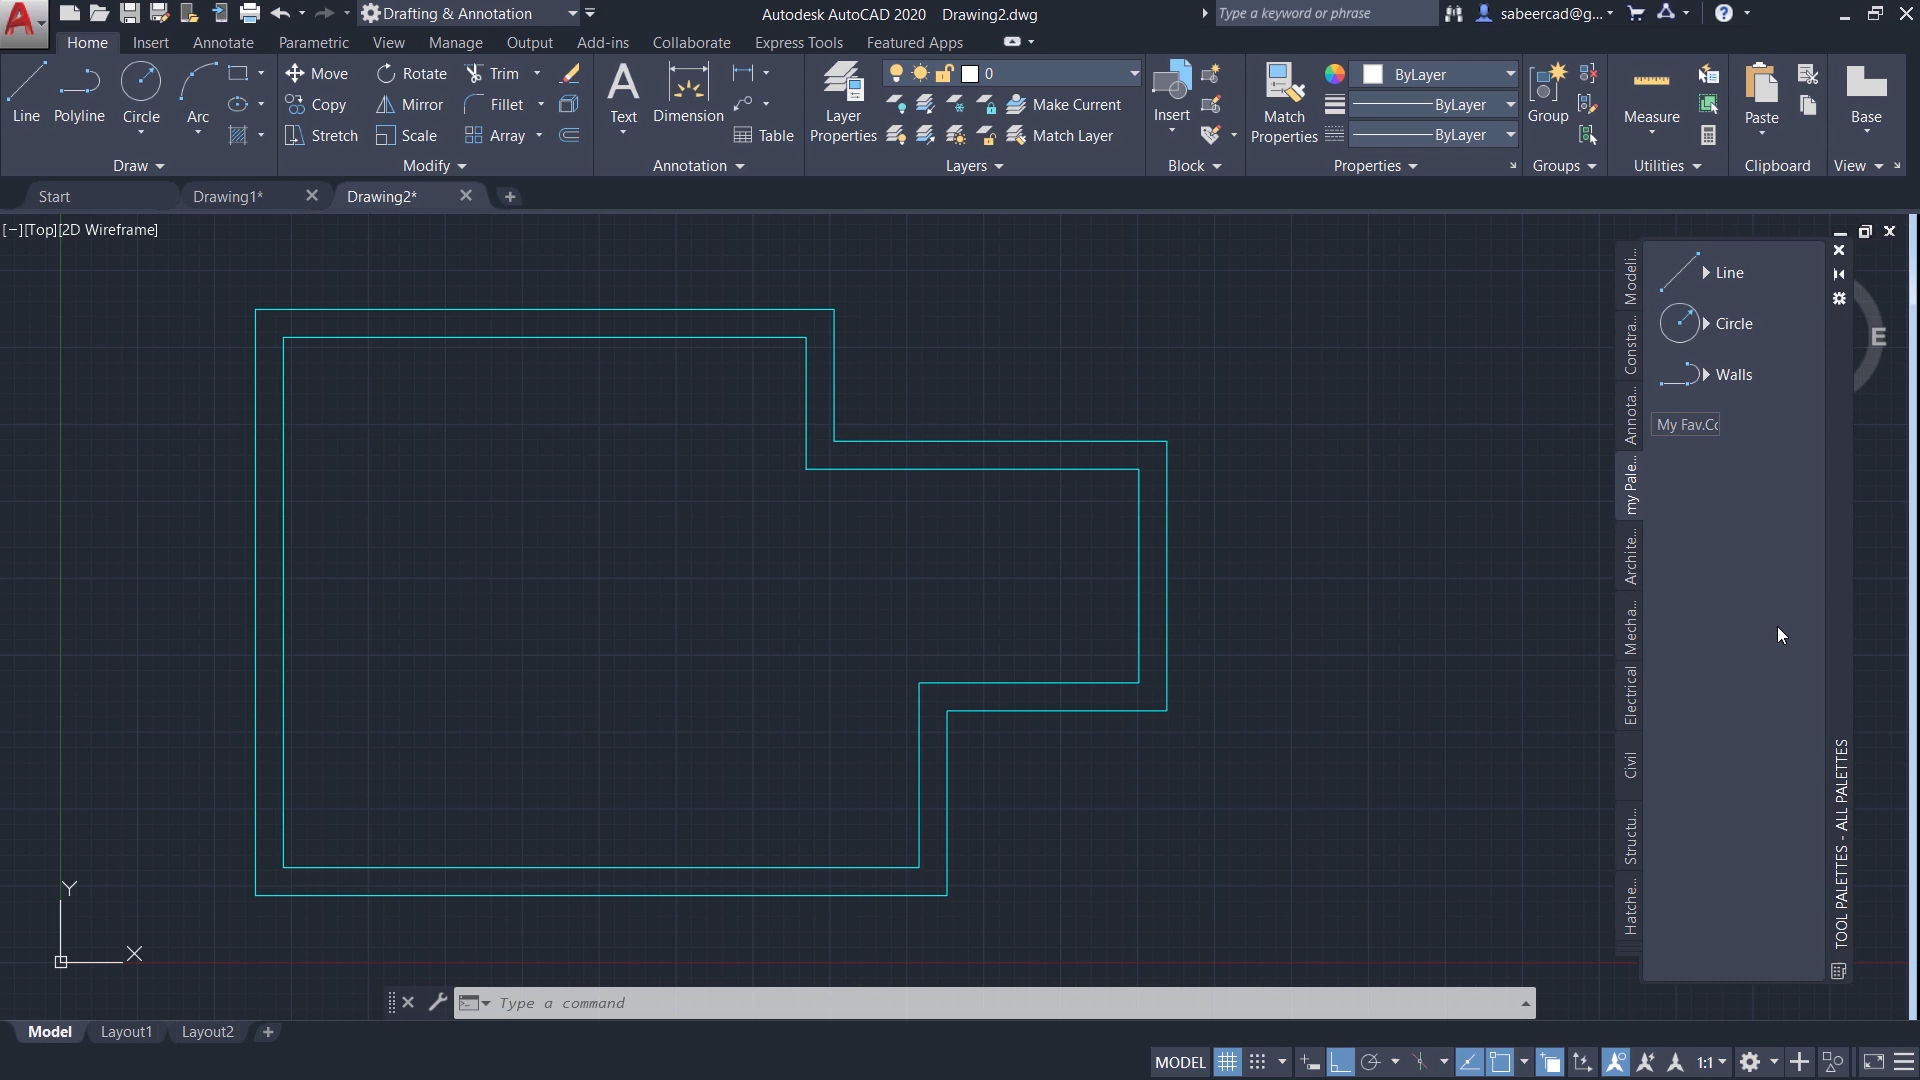 Drafting & Annotation
Autodesk AutoCAD 2020 Drawing2.dwg
Type a keyword or phrase
sabeercad@g...
Home Insert Annotate Parametric View Manage Output Add-ins Collaborate Express Tools Featured Apps
Line Polyline Circle Arc
Move Rotate Trim
Copy Mirror Fillet
Stretch Scale Array
Text Dimension Table
Layer Properties
0
Make Current
Match Layer
Insert
Match Properties
ByLayer
ByLayer
ByLayer
Group
Measure
Paste
Base
Draw Modify Annotation Layers Block Properties Groups Utilities Clipboard View
Start Drawing1* Drawing2*
[−][Top][2D Wireframe]
Modeli...
Constra...
Annota...
my Pale...
Archite...
Mecha...
Electrical
Civil
Structu...
Hatche...
Line
Circle
Walls
My Fav.Co
TOOL PALETTES - ALL PALETTES
E
Y
X
Type a command
Model Layout1 Layout2
MODEL
1:1